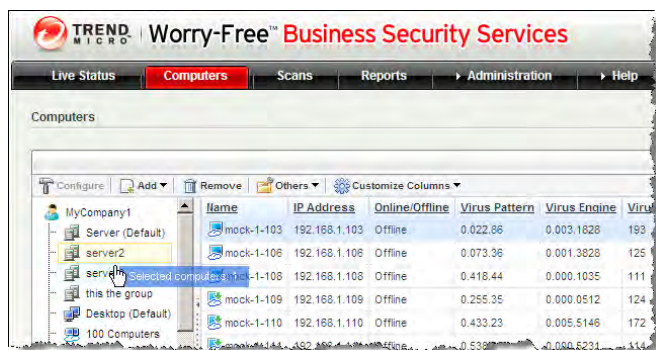 TREND MICRO Worry-Free™ Business Security Services
Live Status Computers Scans Reports Administration Help
Computers
Configure Add Remove Others Customize Columns
MyCompany1
Server (Default)
server2
this the group
Desktop (Default)
100 Computers
Selected computers:
Name IP Address Online/Offline Virus Pattern Virus Engine
mock-1-103 192.168.1.103 Offline 0.022.86 0.003.1828 193
mock-1-106 192.168.1.106 Offline 0.073.36 0.001.3828 125
192.168.1.108 Offline 0.418.44 0.000.1035 111
mock-1-109 192.168.1.109 Offline 0.255.35 0.000.0512 124
mock-1-110 192.168.1.110 Offline 0.433.23 0.005.5146 172